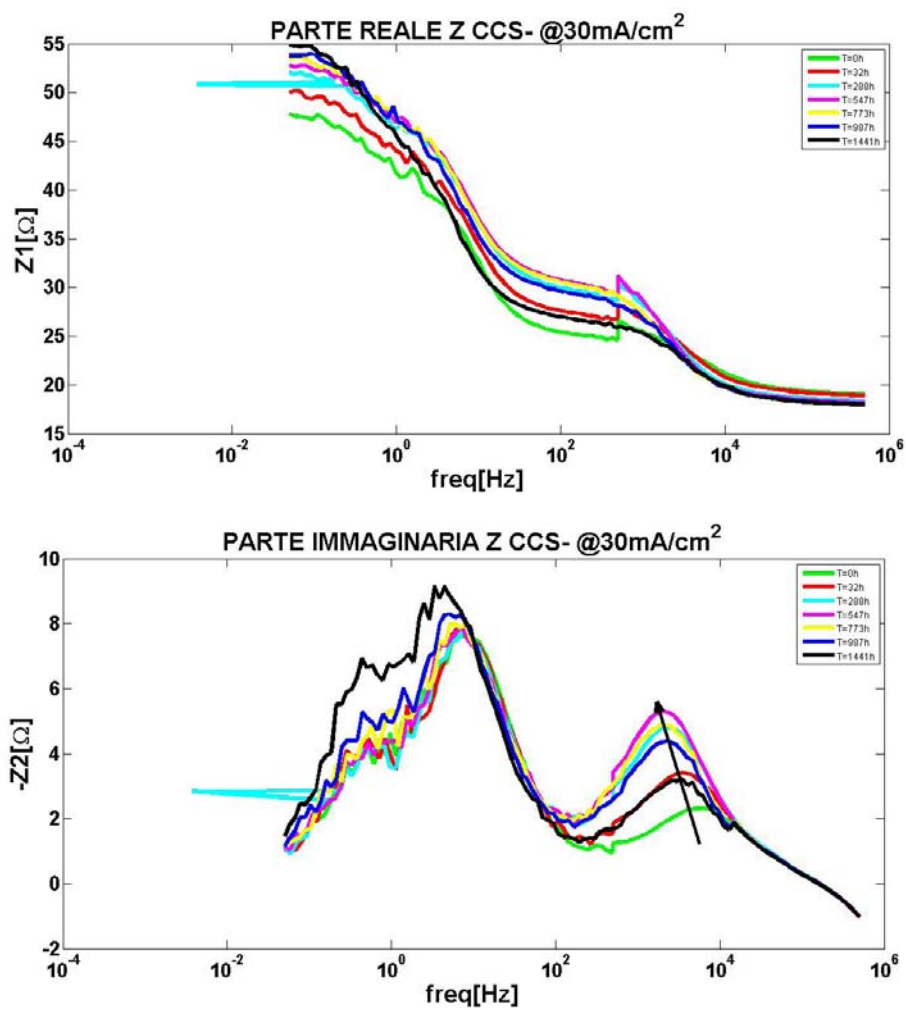 PARTE REALE Z CCS- @30mA/cm²
55
50
45
40
35
30
25
20
15
Z1[Ω]
10⁻⁴
10⁻²
10⁰
10²
10⁴
10⁶
freq[Hz]
T=0h
T=32h
T=288h
T=547h
T=773h
T=987h
T=1441h
PARTE IMMAGINARIA Z CCS- @30mA/cm²
10
8
6
4
2
0
-2
-Z2[Ω]
10⁻⁴
10⁻²
10⁰
10²
10⁴
10⁶
freq[Hz]
T=0h
T=32h
T=288h
T=547h
T=773h
T=987h
T=1441h